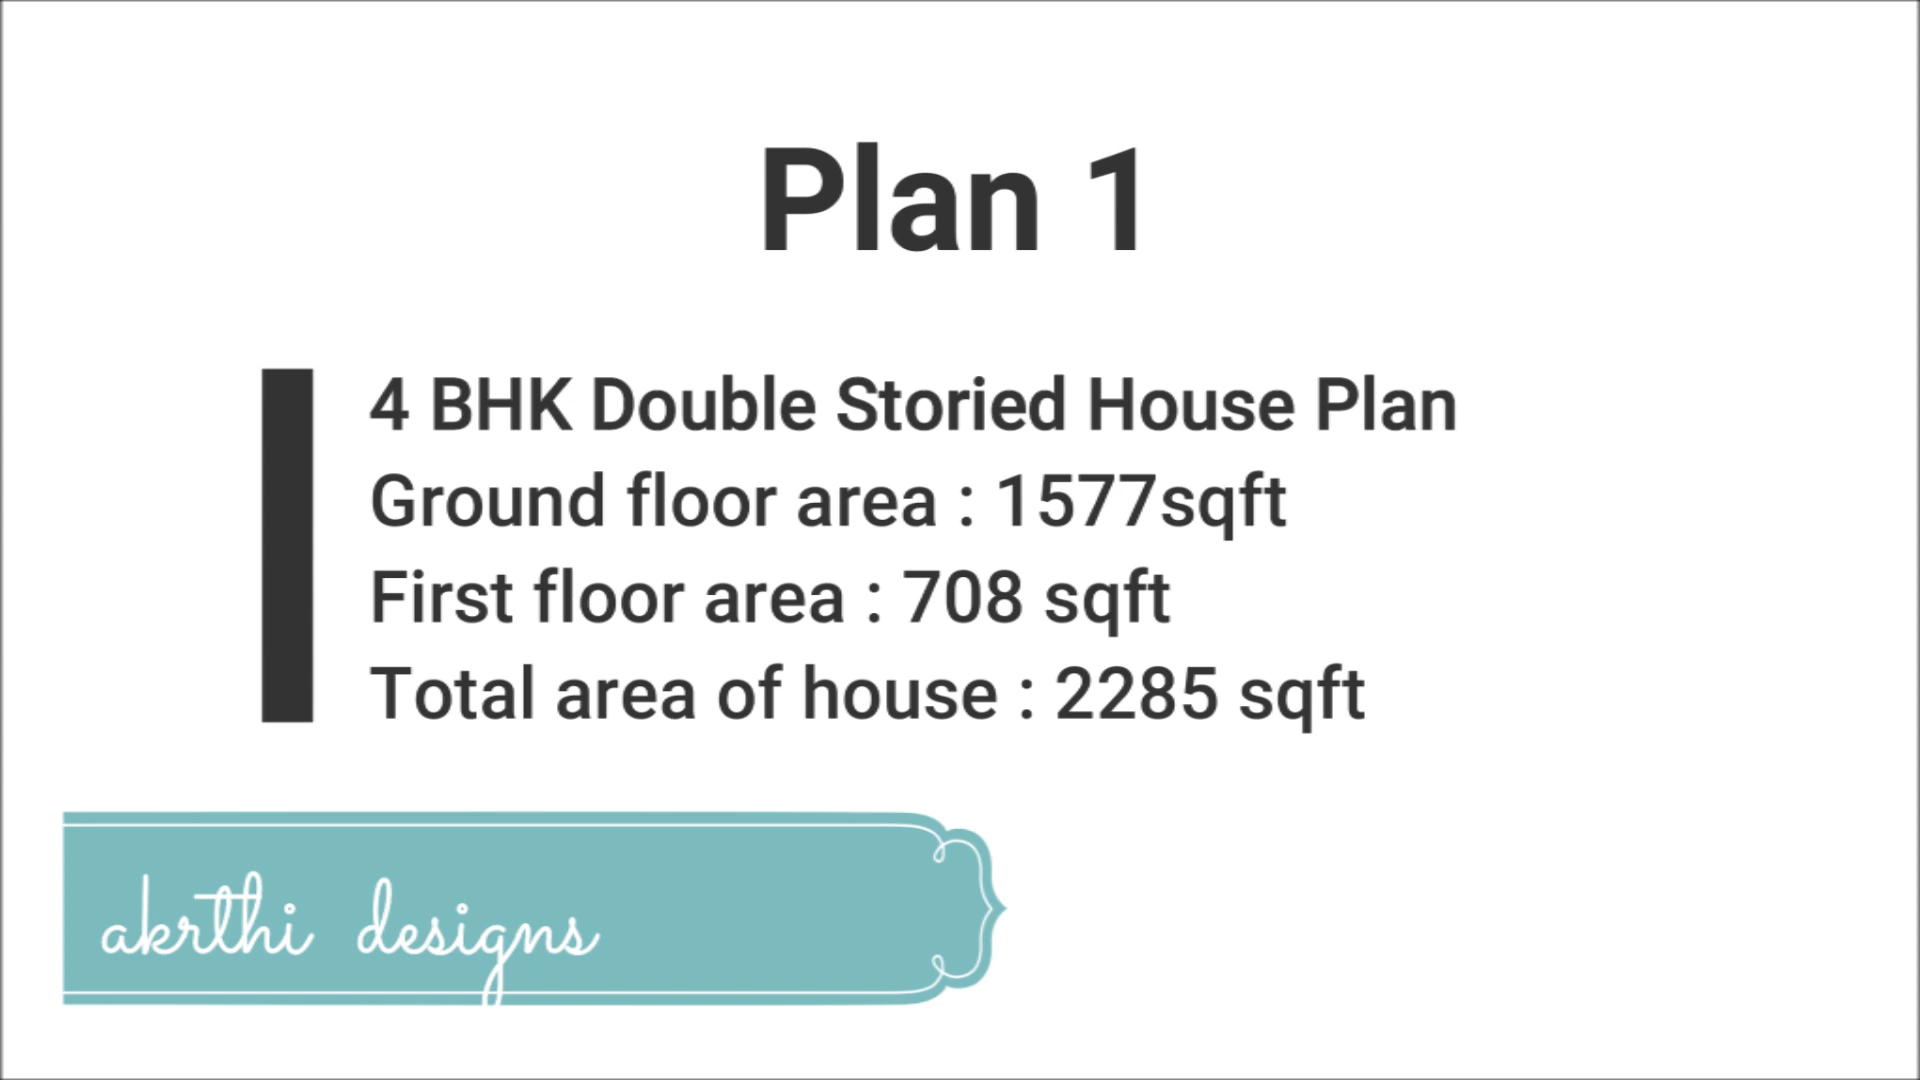 Plan 1
4 BHK Double Storied House Plan
Ground floor area : 1577sqft
First floor area : 708 sqft
Total area of house : 2285 sqft
akrthi designs